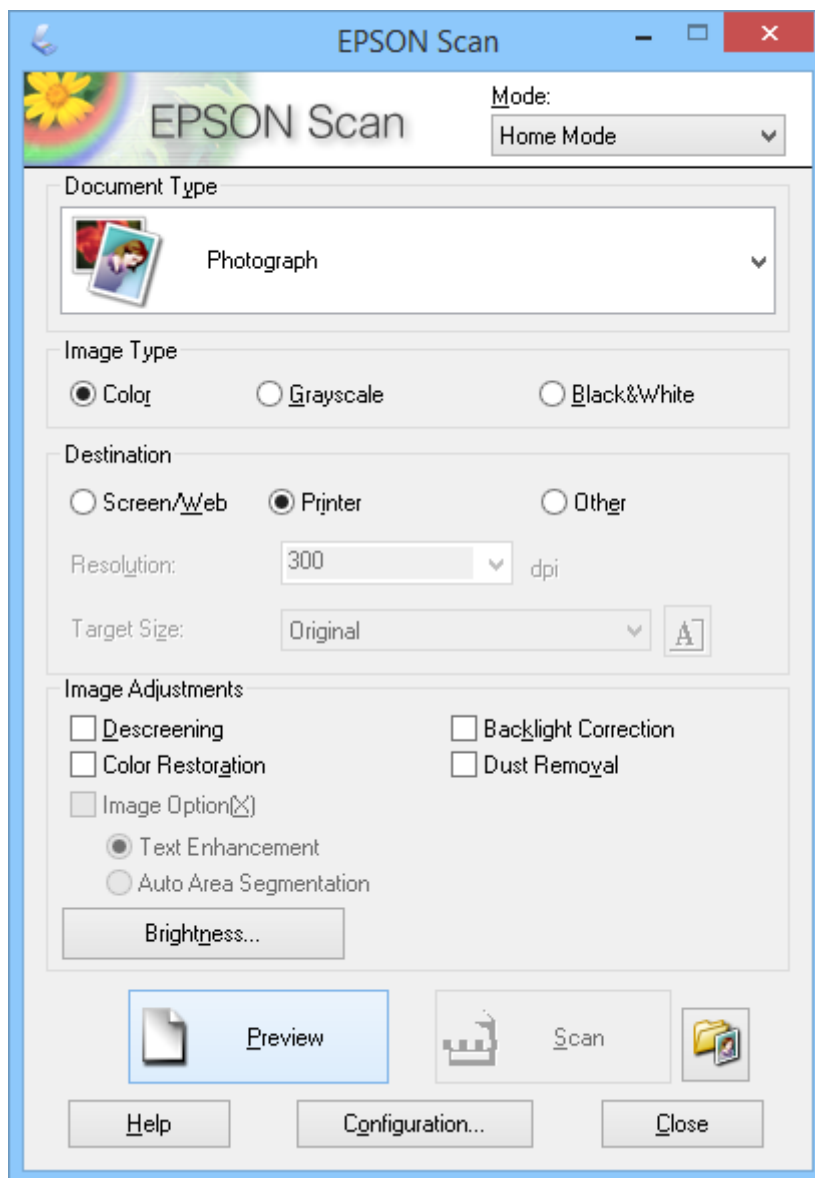 EPSON Scan
EPSON Scan
Mode:
Home Mode
Document Type
Photograph
Image Type
Color Grayscale Black&White
Destination
Screen/Web Printer Other
Resolution: 300 dpi
Target Size: Original A
Image Adjustments
Descreening Backlight Correction
Color Restoration Dust Removal
Image Option(X)
Text Enhancement
Auto Area Segmentation
Brightness...
Preview Scan
Help Configuration... Close